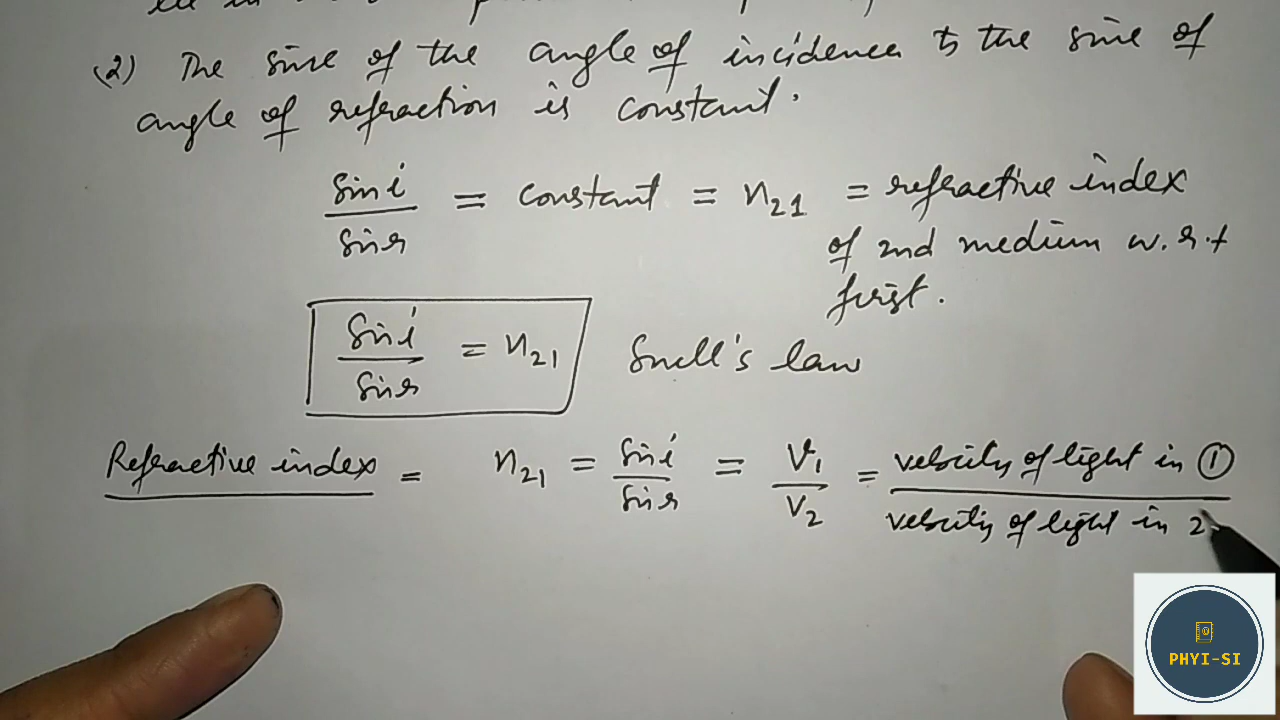 (2) The sine of the angle of incidence to the sine of
angle of refraction is constant.
sin i / sin r = constant = n21 = refractive index
of 2nd medium w.r.t
first.
sin i / sin r = n21 Snell's law
Refractive index = n21 = sin i / sin r = V1 / V2 = velocity of light in ① / velocity of light in 2
PHYI-SI